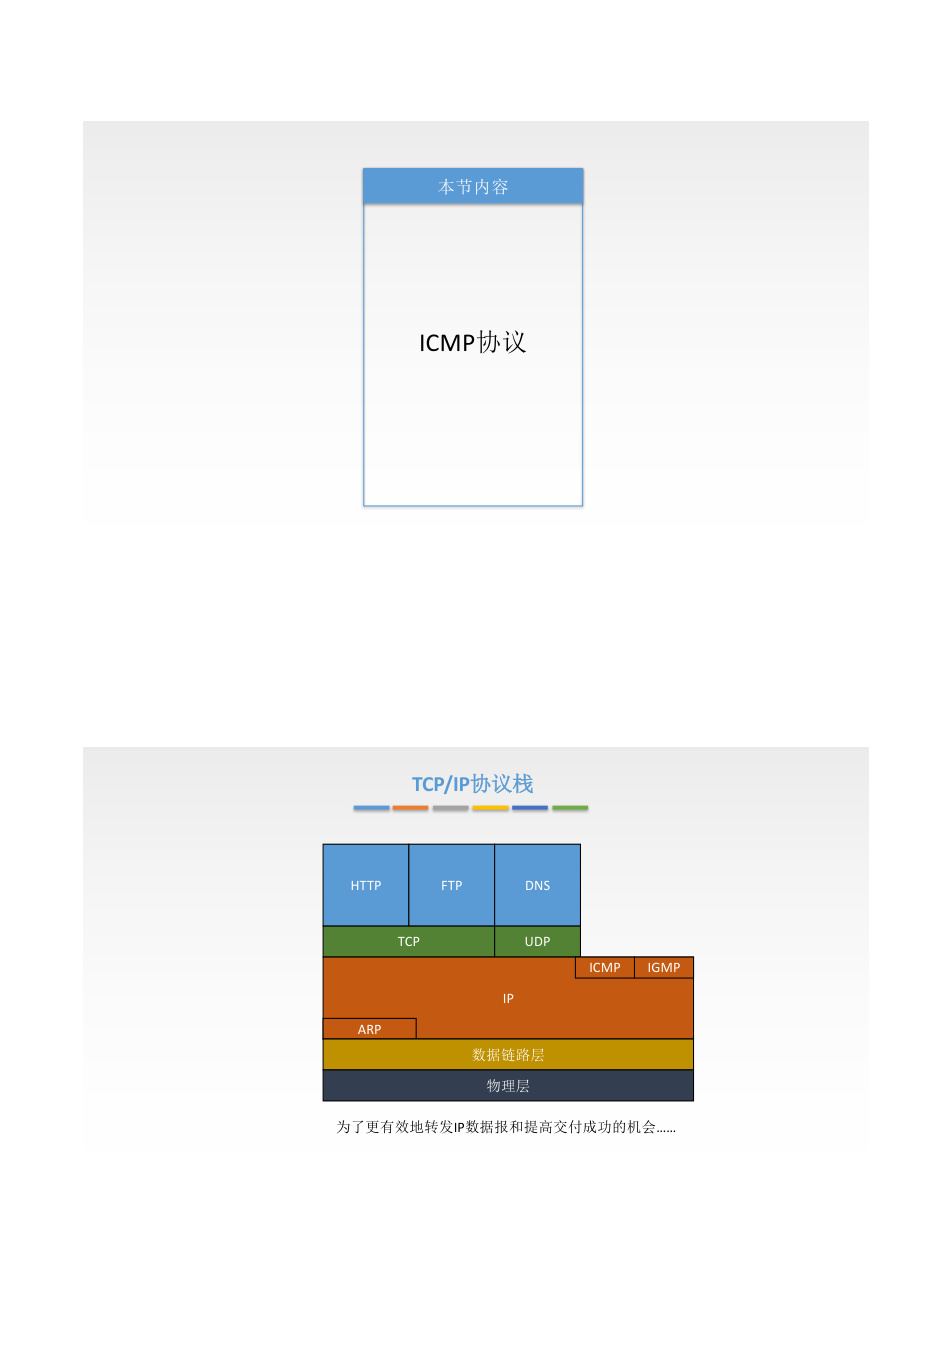 本节内容
ICMP协议
TCP/IP协议栈
HTTP FTP DNS
TCP UDP
ICMP IGMP
IP
ARP
数据链路层
物理层
为了更有效地转发IP数据报和提高交付成功的机会......